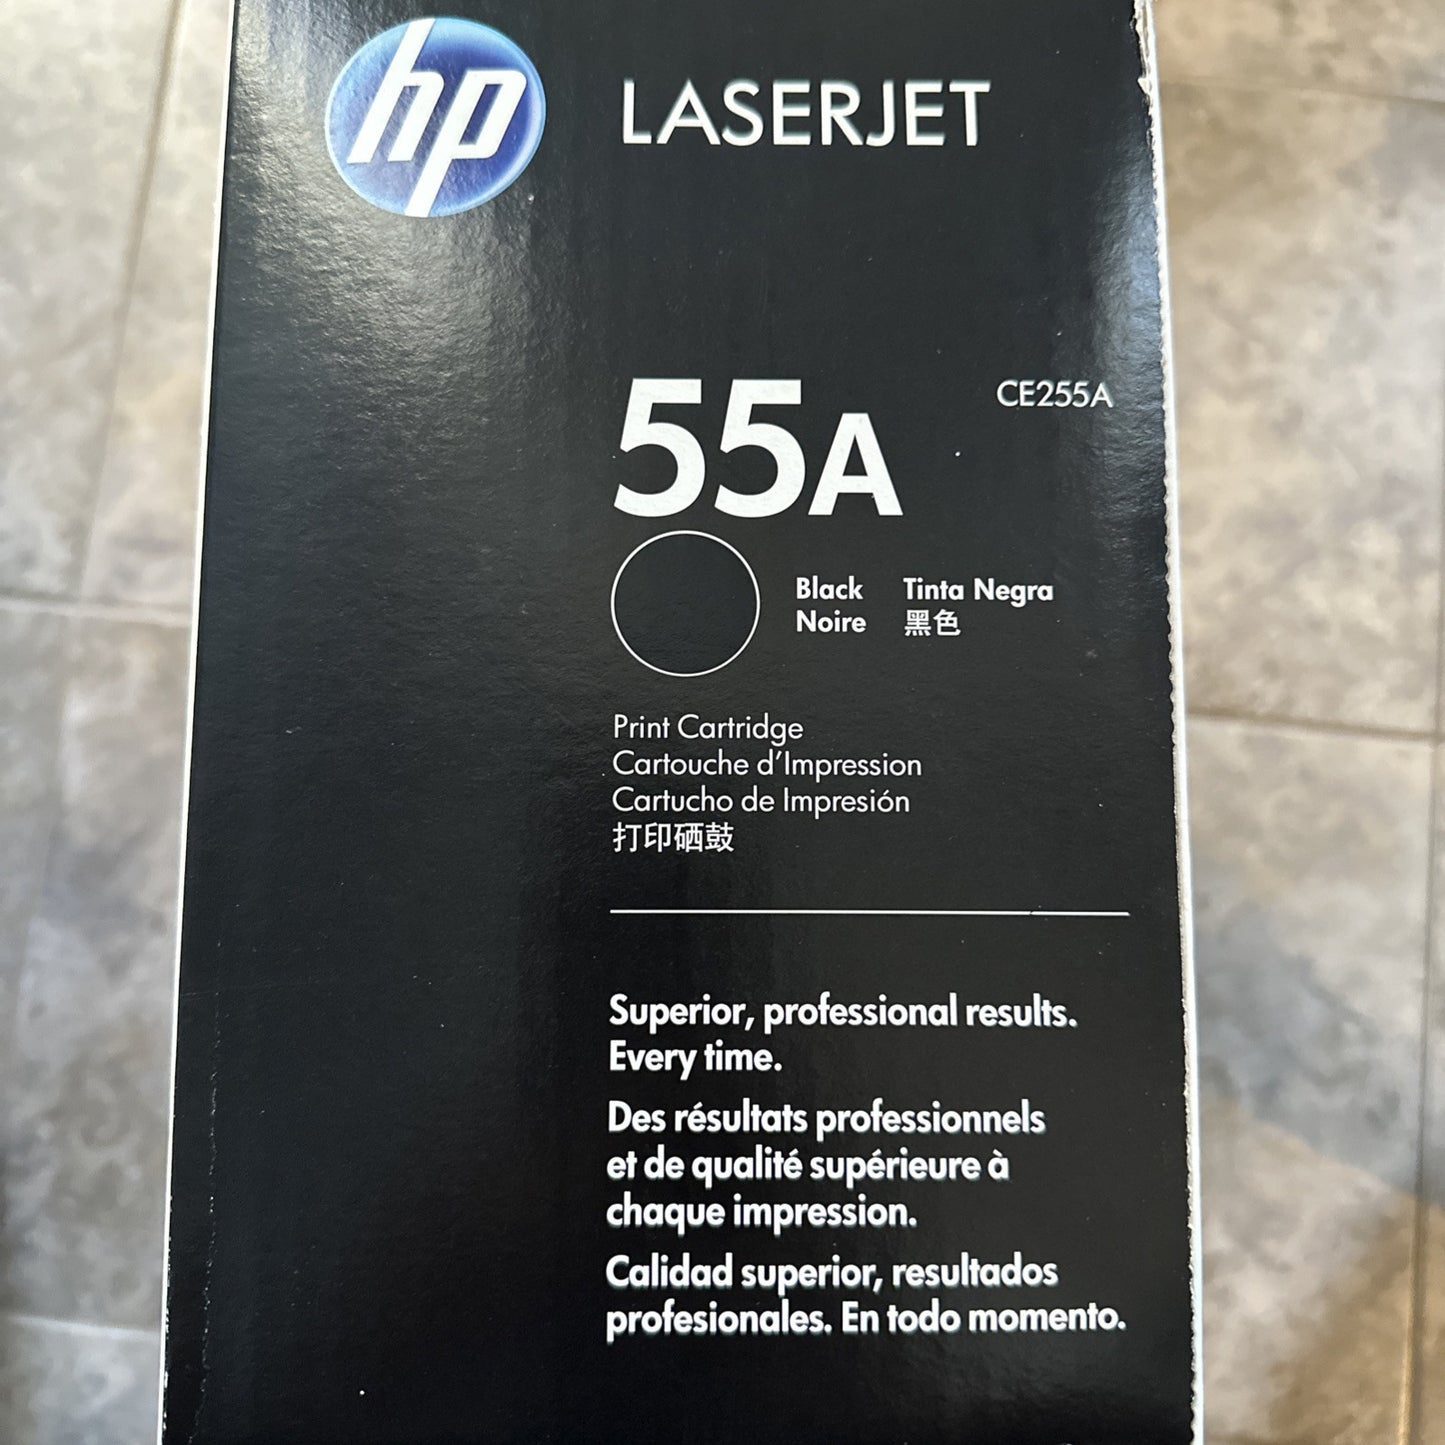 hp LASERJET
55A CE255A
Black Tinta Negra
Noire 黑色
Print Cartridge
Cartouche d'Impression
Cartucho de Impresión
打印硒鼓
Superior, professional results.
Every time.
Des résultats professionnels
et de qualité supérieure à
chaque impression.
Calidad superior, resultados
profesionales. En todo momento.